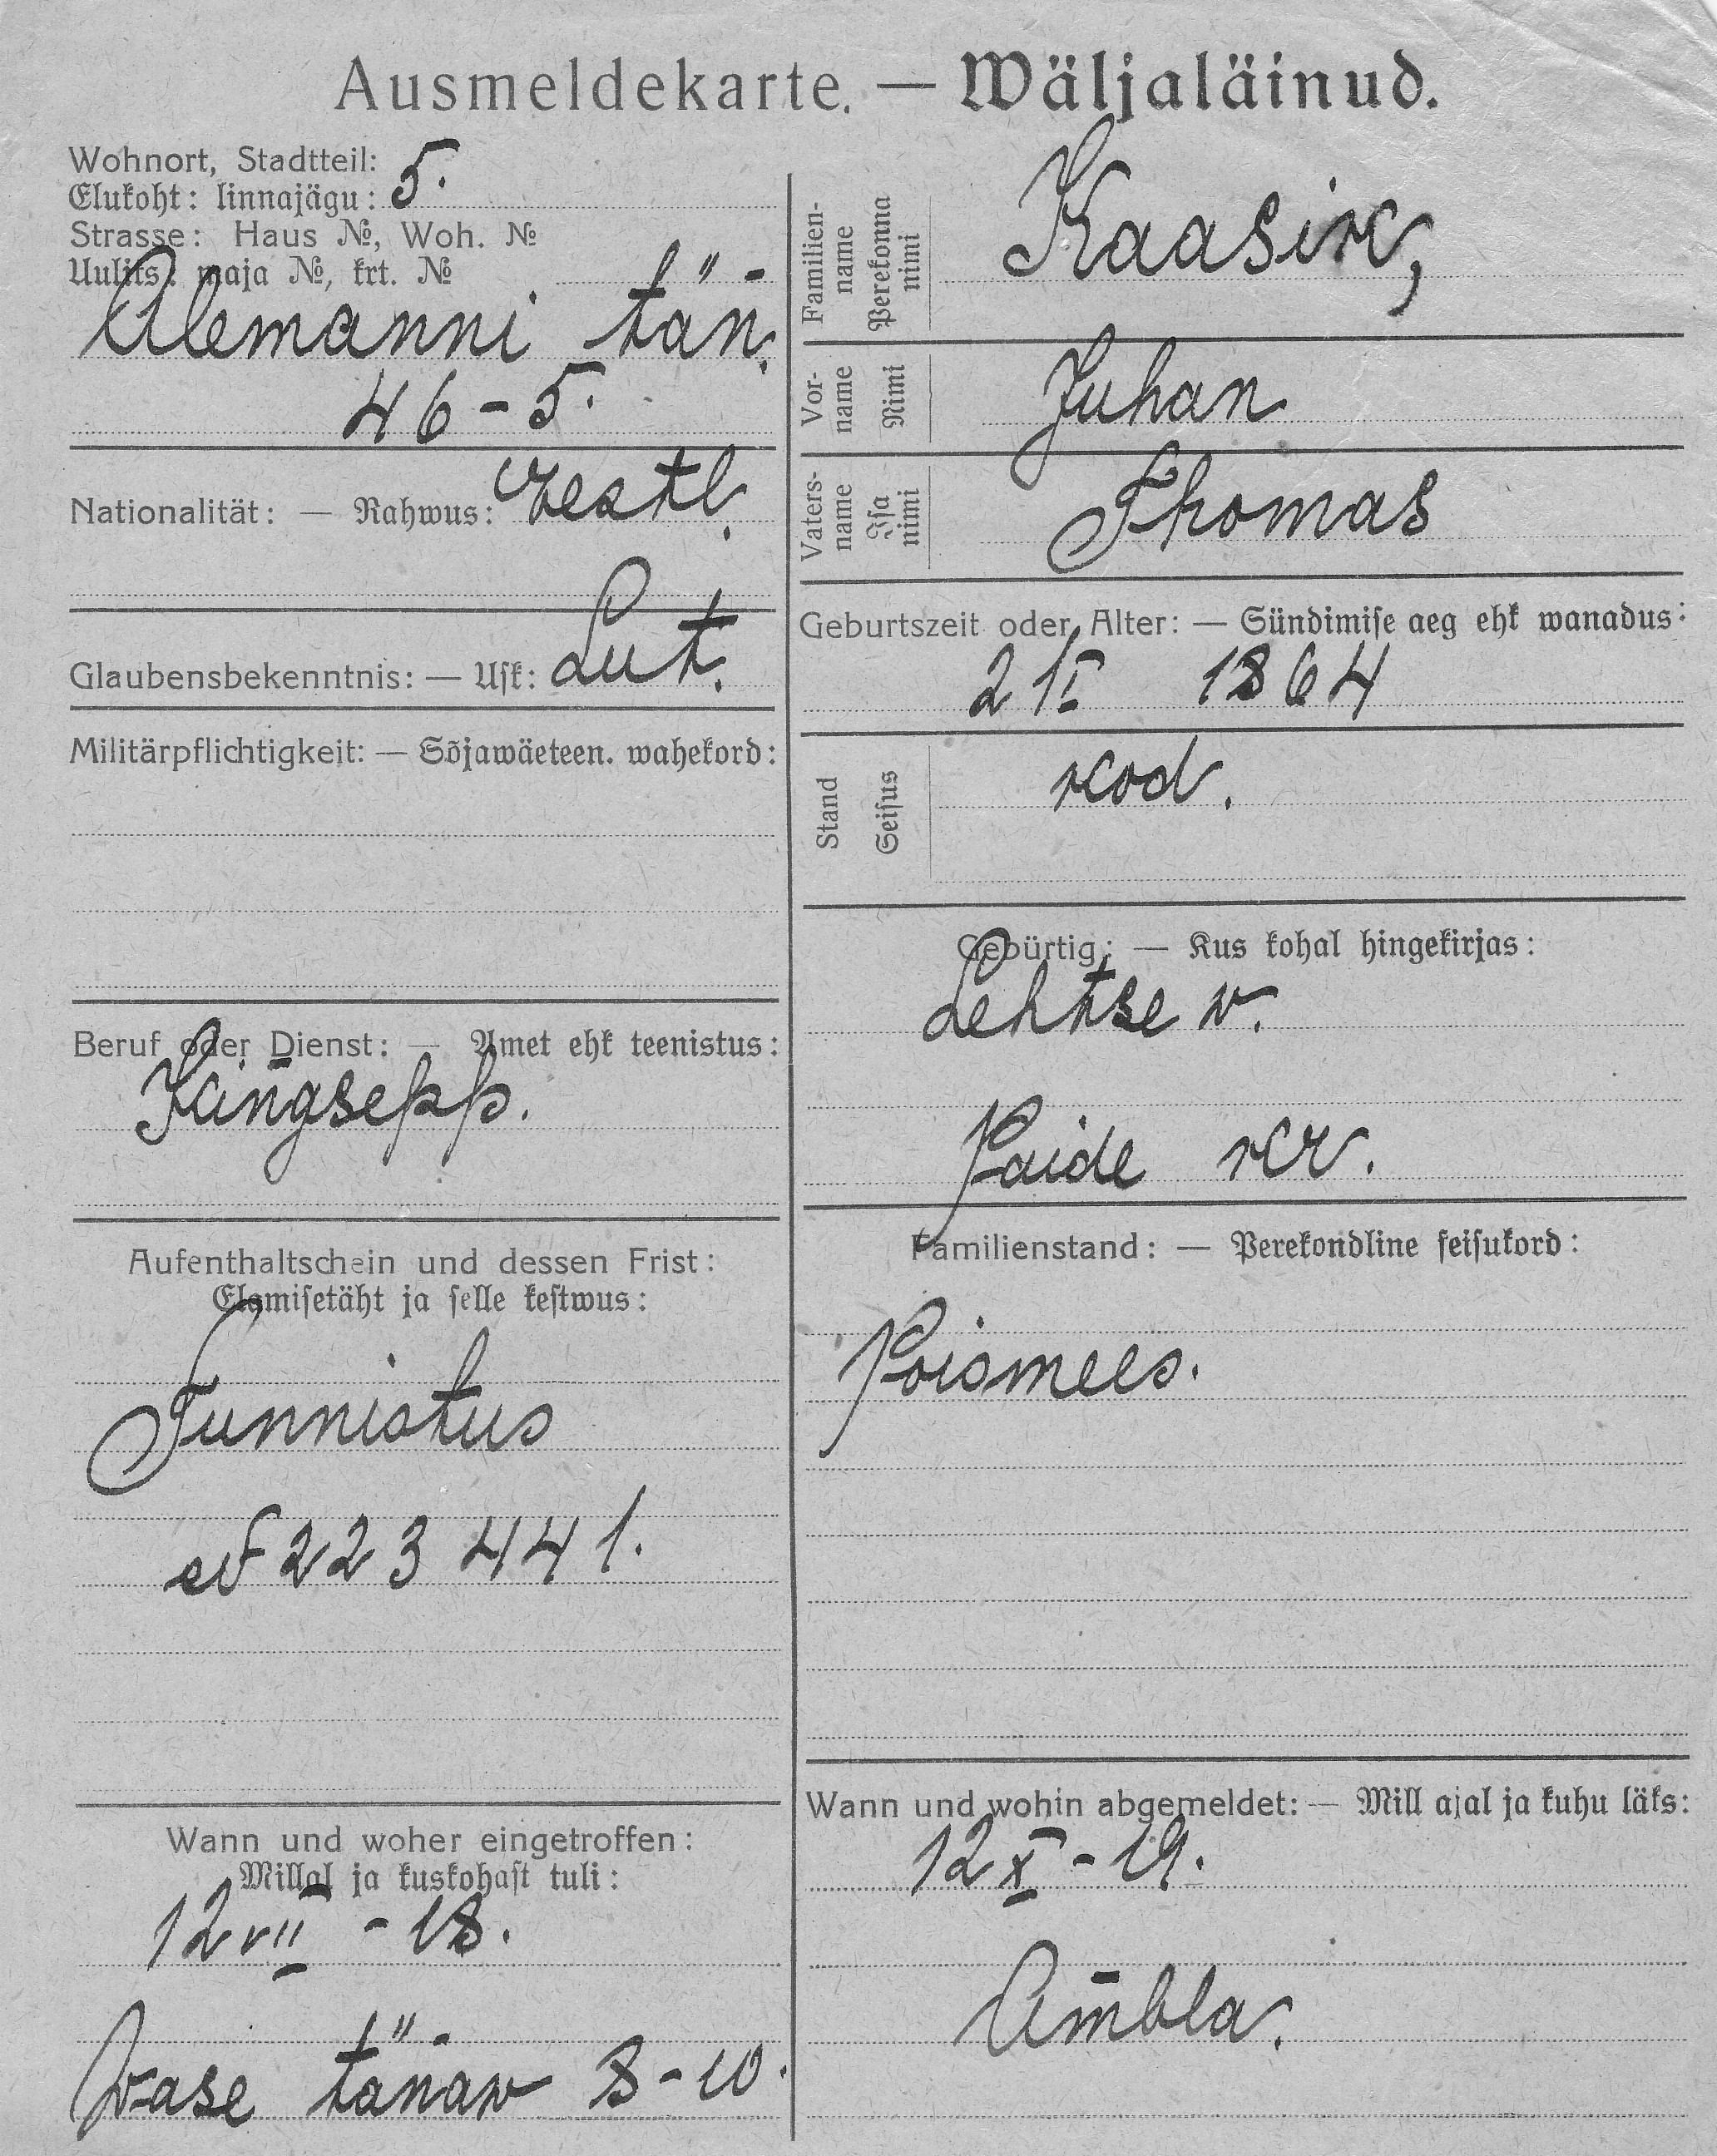 Ausmeldekarte. — Wäljaläinud.
Wohnort, Stadtteil:
Elukoht: linnajägu: 5.
Strasse: Haus №, Woh. №
Uulits: maja №, krt. №
Alemanni tän.
46-5.
Nationalität: — Rahwus: Eestl.
Glaubensbekenntnis: — Usk: Lut.
Militärpflichtigkeit: — Sõjawäeteen. wahekord:
Beruf oder Dienst: — Amet ehk teenistus:
Kingsepp.
Aufenthaltschein und dessen Frist:
Elamisetäht ja selle kestwus:
Tunnistus
223441.
Wann und woher eingetroffen:
Millal ja kuskohast tuli:
12 VII - 18.
Wase tänaw 8-10.
Familien-
name
Perekonna
nimi
Kaasik,
Vor-
name
Nimi
Juhan
Vaters-
name
Isa
nimi
Thomas
Geburtszeit oder Alter: — Sündimise aeg ehk wanadus:
21 I 1864
Stand
Seisus
kod.
Gebürtig: — Kus kohal hingekirjas:
Lehtse w.
Paide kr.
Familienstand: — Perekondline seisukord:
Poismees.
Wann und wohin abgemeldet: — Mill ajal ja kuhu läks:
12 X - 19.
Ambla.